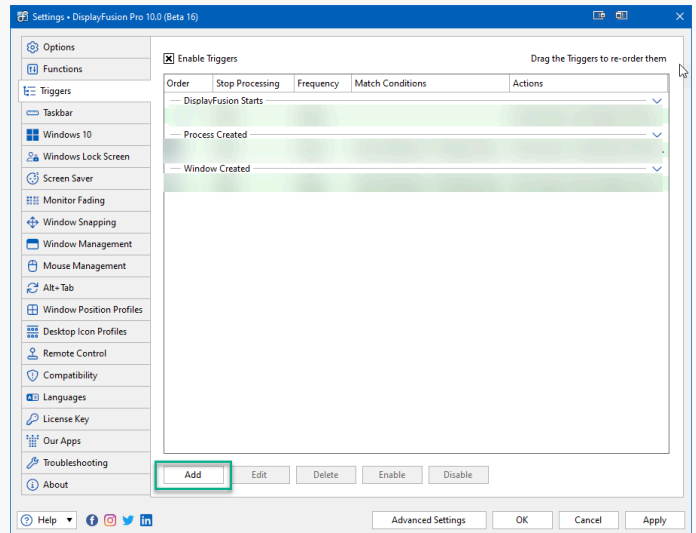 Settings • DisplayFusion Pro 10.0 (Beta 16)
Options
Functions
Triggers
Taskbar
Windows 10
Windows Lock Screen
Screen Saver
Monitor Fading
Window Snapping
Window Management
Mouse Management
Alt+Tab
Window Position Profiles
Desktop Icon Profiles
Remote Control
Compatibility
Languages
License Key
Our Apps
Troubleshooting
About
Enable Triggers
Drag the Triggers to re-order them
Order Stop Processing Frequency Match Conditions Actions
DisplayFusion Starts
Process Created
Window Created
Add Edit Delete Enable Disable
Help Advanced Settings OK Cancel Apply